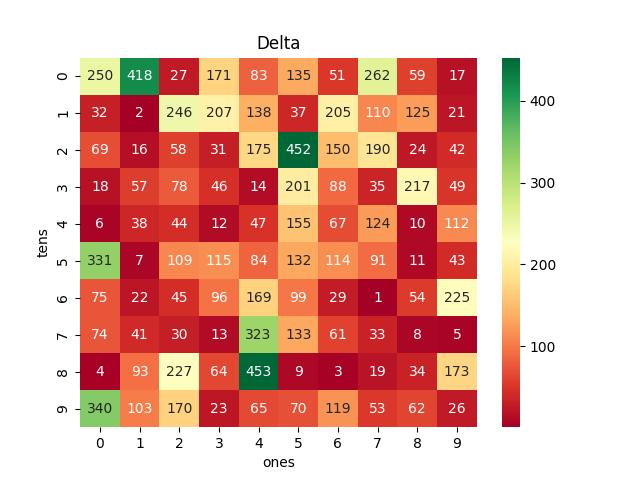 Delta
0 250 418 27 171 83 135 51 262 59 17
1 32 2 246 207 138 37 205 110 125 21
2 69 16 58 31 175 452 150 190 24 42
3 18 57 78 46 14 201 88 35 217 49
4 6 38 44 12 47 155 67 124 10 112
5 331 7 109 115 84 132 114 91 11 43
6 75 22 45 96 169 99 29 1 54 225
7 74 41 30 13 323 133 61 33 8 5
8 4 93 227 64 453 9 3 19 34 173
9 340 103 170 23 65 70 119 53 62 26
0 1 2 3 4 5 6 7 8 9
ones
tens
400
300
200
100